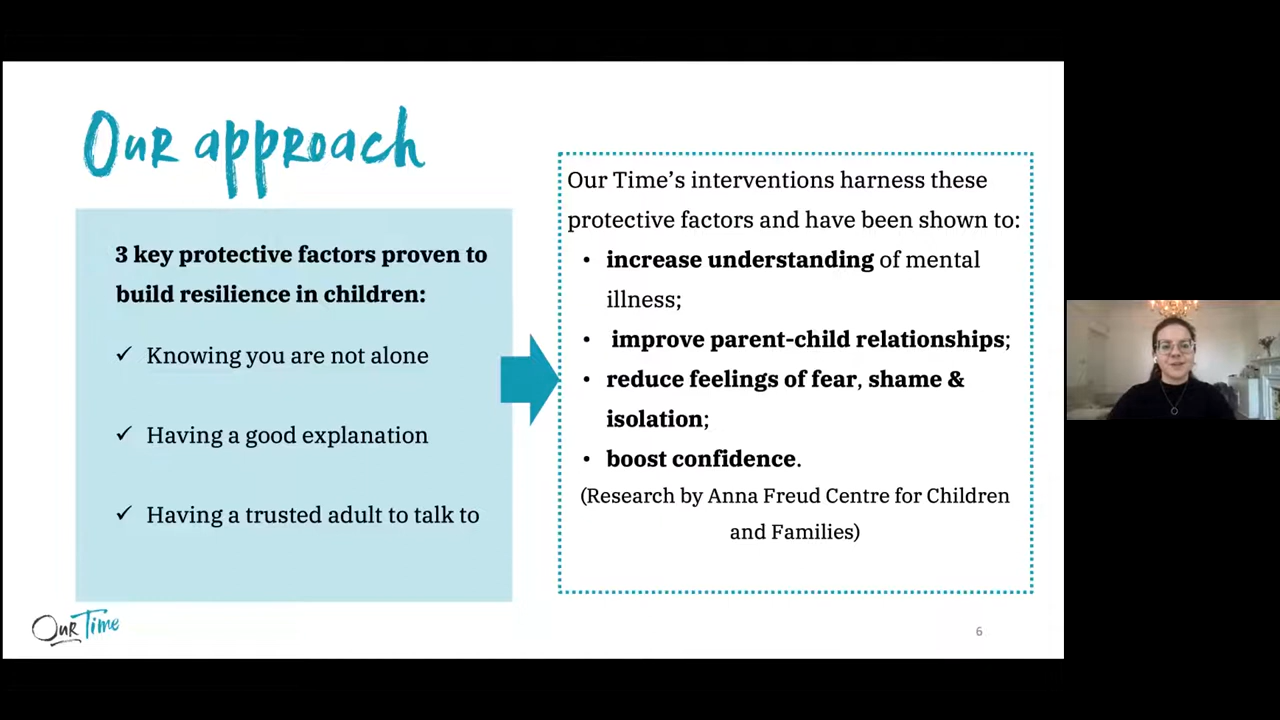 Our approach
3 key protective factors proven to
build resilience in children:
✓ Knowing you are not alone
✓ Having a good explanation
✓ Having a trusted adult to talk to
Our Time’s interventions harness these
protective factors and have been shown to:
• increase understanding of mental
illness;
• improve parent-child relationships;
• reduce feelings of fear, shame &
isolation;
• boost confidence.
(Research by Anna Freud Centre for Children
and Families)
Our Time
6